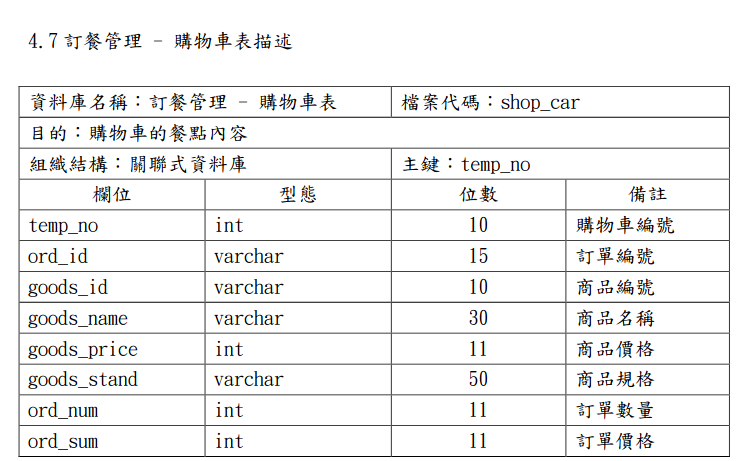 4.7 訂餐管理 - 購物車表描述
資料庫名稱：訂餐管理 - 購物車表 檔案代碼：shop_car
目的：購物車的餐點內容
組織結構：關聯式資料庫 主鍵：temp_no
欄位 型態 位數 備註
temp_no int 10 購物車編號
ord_id varchar 15 訂單編號
goods_id varchar 10 商品編號
goods_name varchar 30 商品名稱
goods_price int 11 商品價格
goods_stand varchar 50 商品規格
ord_num int 11 訂單數量
ord_sum int 11 訂單價格